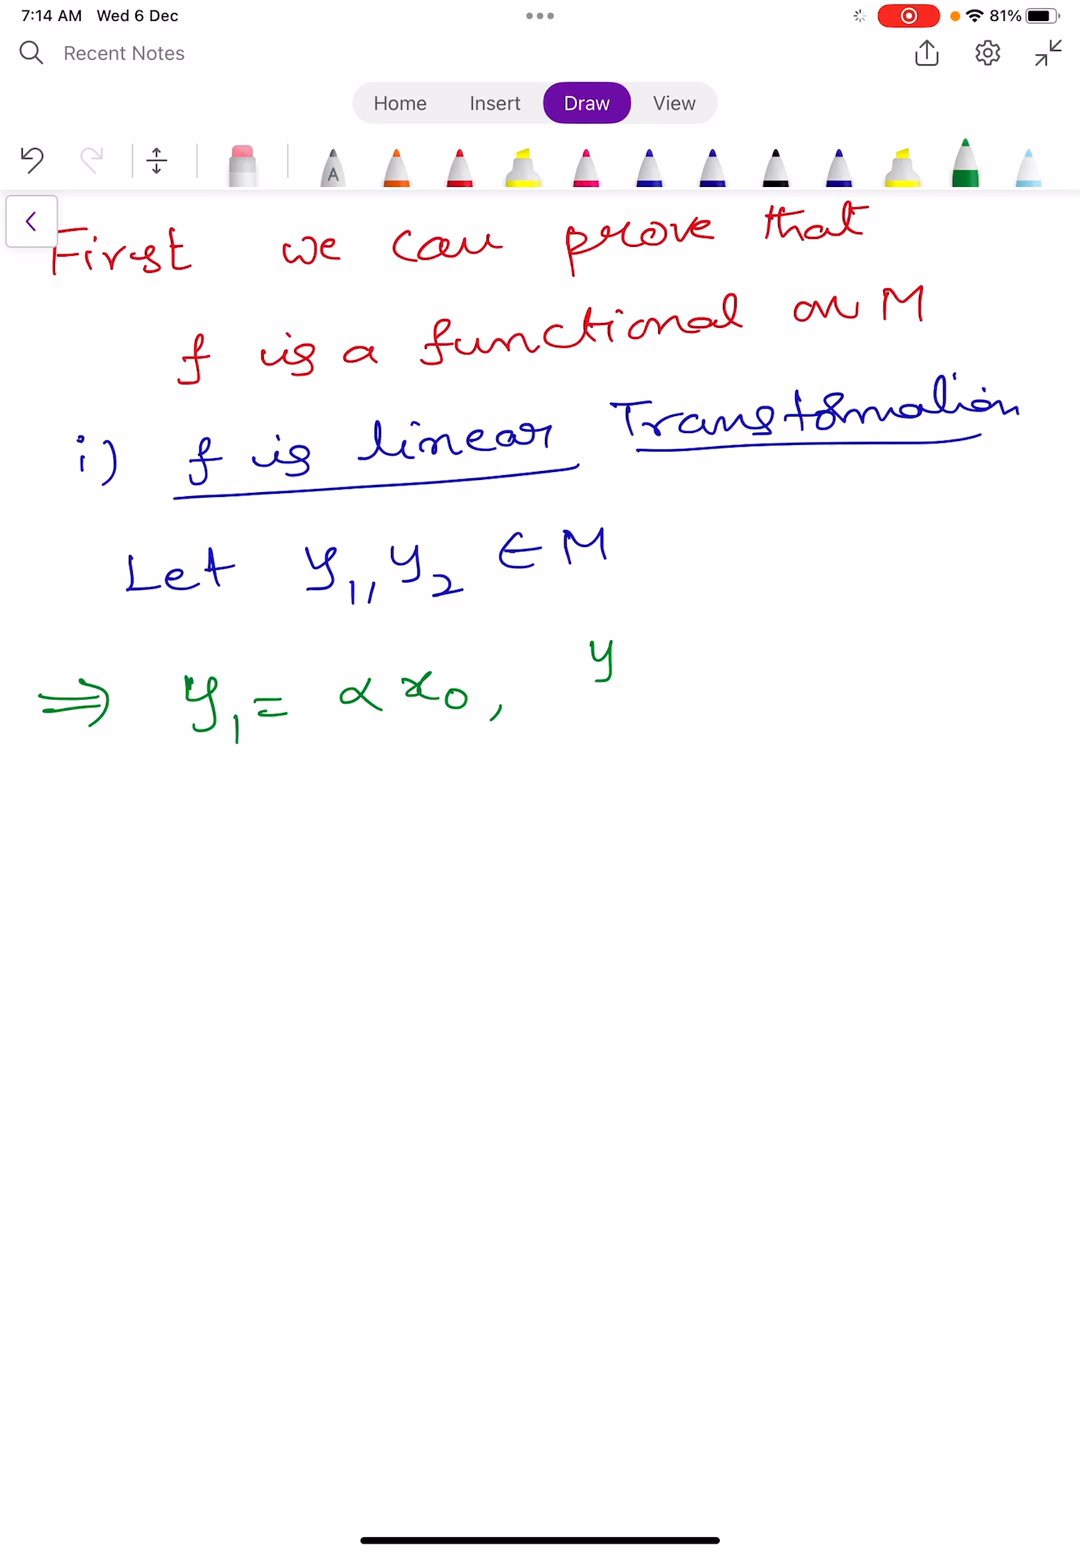 7:14 AM Wed 6 Dec 81%
Recent Notes
Home Insert Draw View
A
First we can prove that
f is a functional on M
i) f is linear Transformation
Let y₁, y₂ ∈ M
⇒ y₁ = α x₀, y